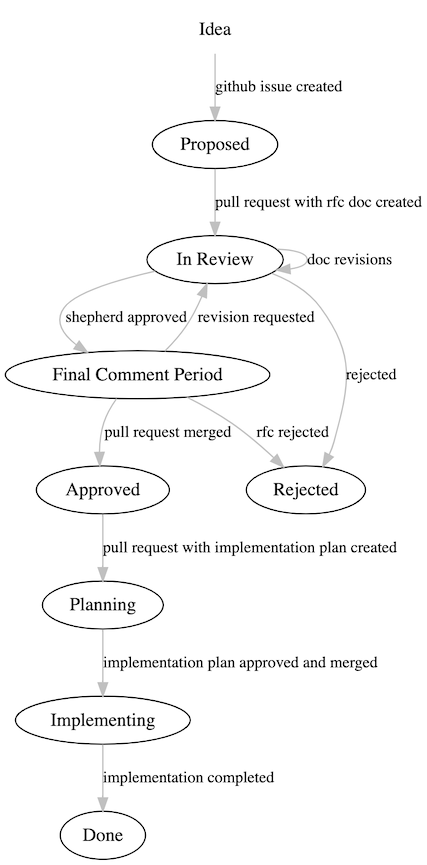 Idea
github issue created
Proposed
pull request with rfc doc created
In Review
doc revisions
shepherd approved
revision requested
Final Comment Period
rejected
pull request merged
rfc rejected
Approved
Rejected
pull request with implementation plan created
Planning
implementation plan approved and merged
Implementing
implementation completed
Done